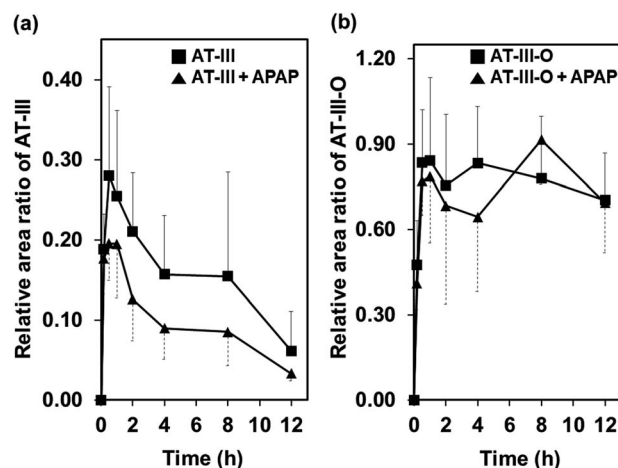 (a)
AT-III
AT-III + APAP
Relative area ratio of AT-III
0.40
0.30
0.20
0.10
0.00
0 2 4 6 8 10 12
Time (h)
(b)
AT-III-O
AT-III-O + APAP
Relative area ratio of AT-III-O
1.20
0.90
0.60
0.30
0.00
0 2 4 6 8 10 12
Time (h)